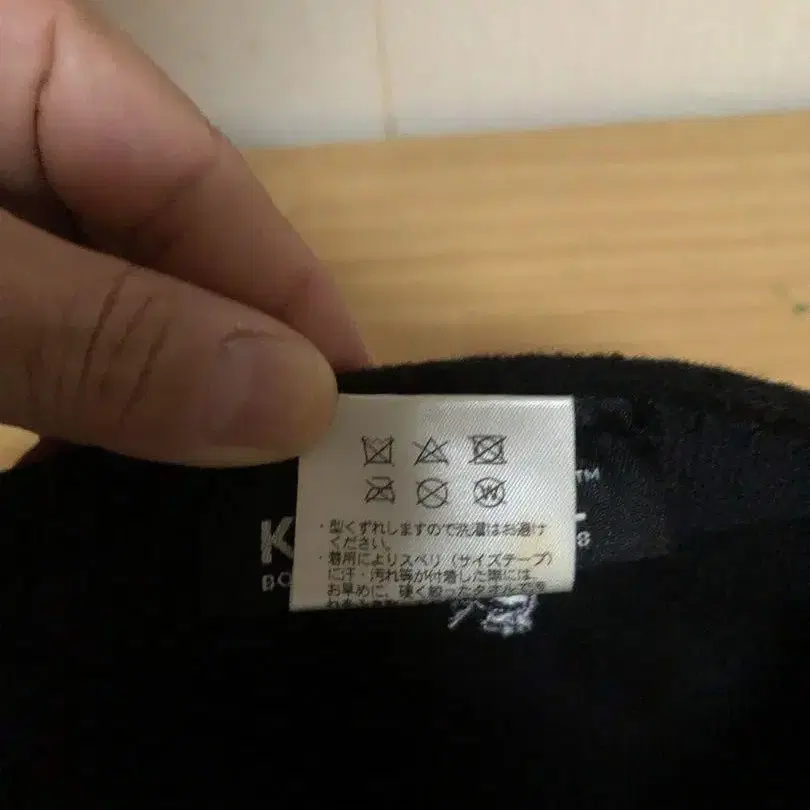 W
TM
K
・型くずれしますので洗濯はお避け
ください。
8
・着用によりスベリ（サイズテープ）
BO
に汗・汚れ等が付着した際には、
お早めに、硬く絞ったタオル